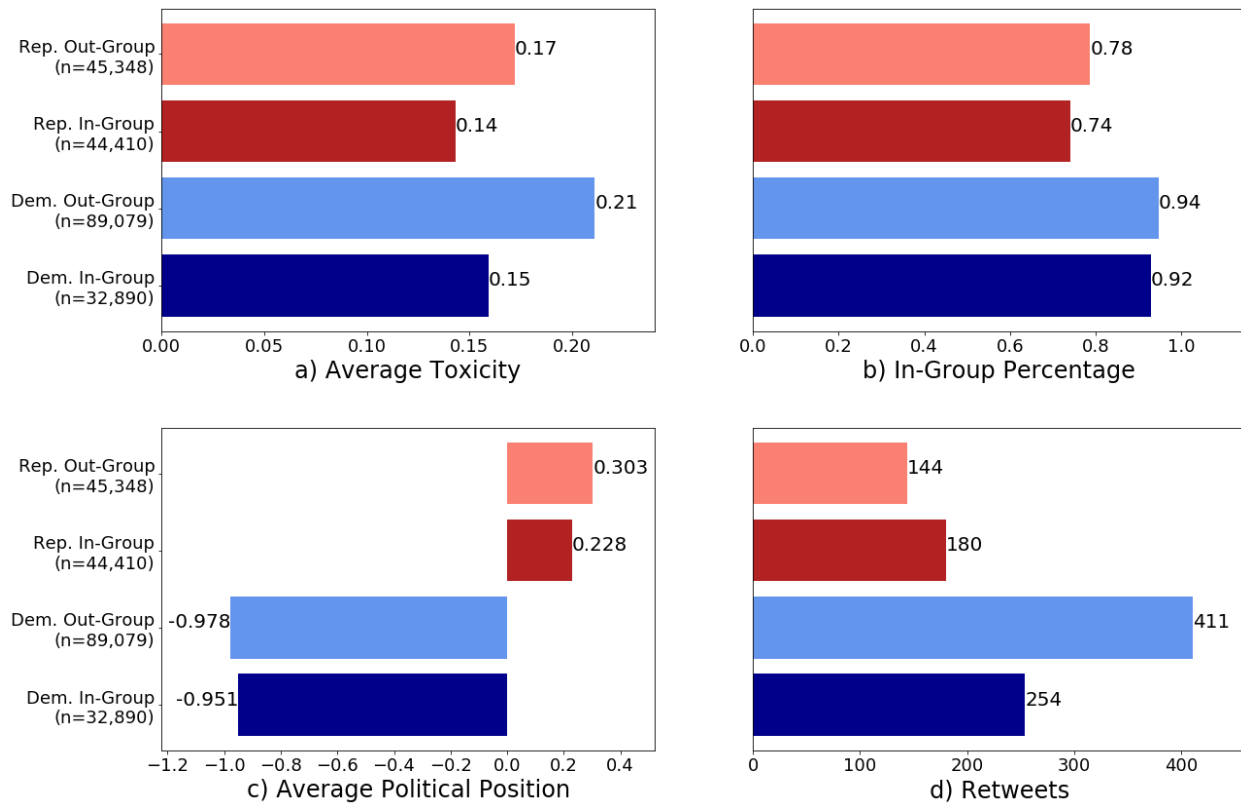 Rep. Out-Group
(n=45,348)
0.17
Rep. In-Group
(n=44,410)
0.14
Dem. Out-Group
(n=89,079)
0.21
Dem. In-Group
(n=32,890)
0.15
0.00 0.05 0.10 0.15 0.20
a) Average Toxicity
0.78
0.74
0.94
0.92
0.0 0.2 0.4 0.6 0.8 1.0
b) In-Group Percentage
Rep. Out-Group
(n=45,348)
0.303
Rep. In-Group
(n=44,410)
0.228
Dem. Out-Group
(n=89,079)
-0.978
Dem. In-Group
(n=32,890)
-0.951
−1.2 −1.0 −0.8 −0.6 −0.4 −0.2 0.0 0.2 0.4
c) Average Political Position
144
180
411
254
0 100 200 300 400
d) Retweets